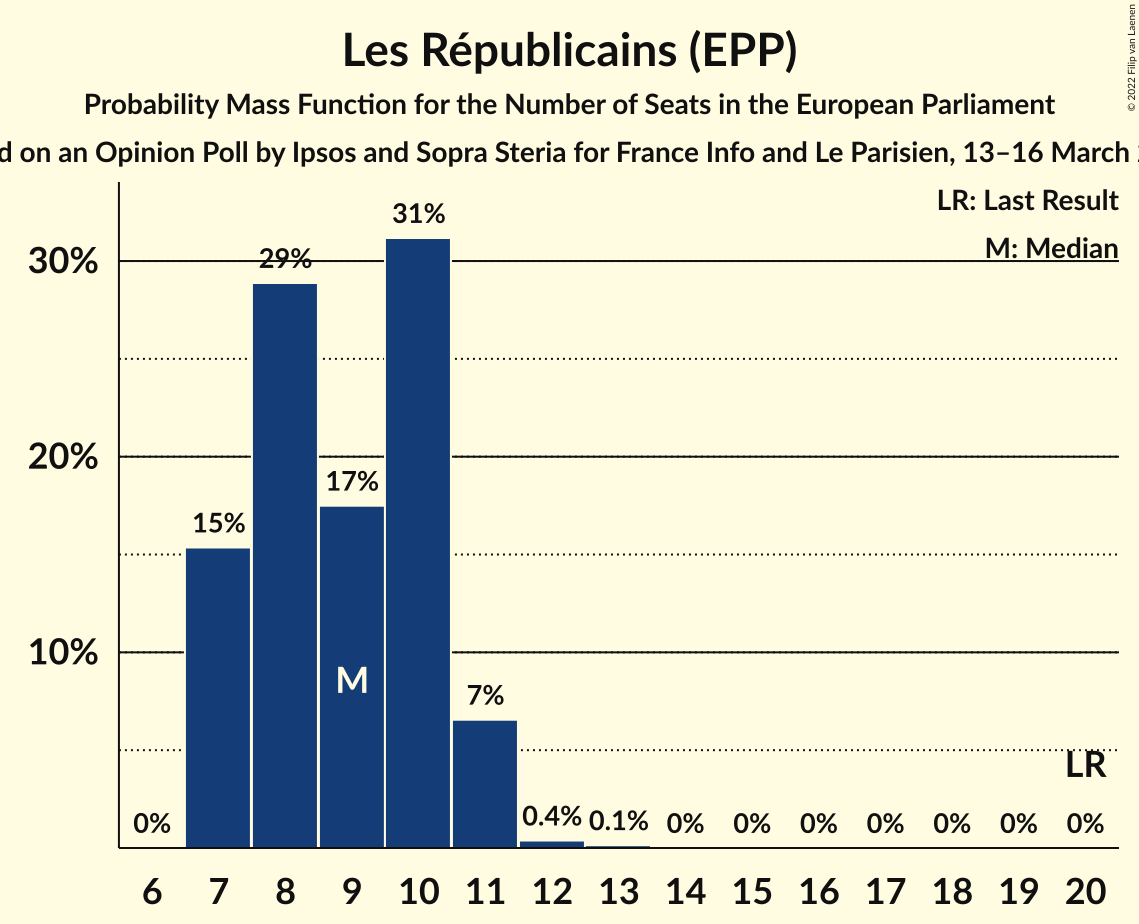 Les Républicains (EPP)
Probability Mass Function for the Number of Seats in the European Parliament
on an Opinion Poll by Ipsos and Sopra Steria for France Info and Le Parisien, 13–16 March
© 2022 Filip van Laenen
LR: Last Result
M: Median
30%
20%
10%
0%
15%
29%
17%
31%
7%
0.4%
0.1%
0%
0%
0%
0%
0%
0%
0%
M
LR
6 7 8 9 10 11 12 13 14 15 16 17 18 19 20